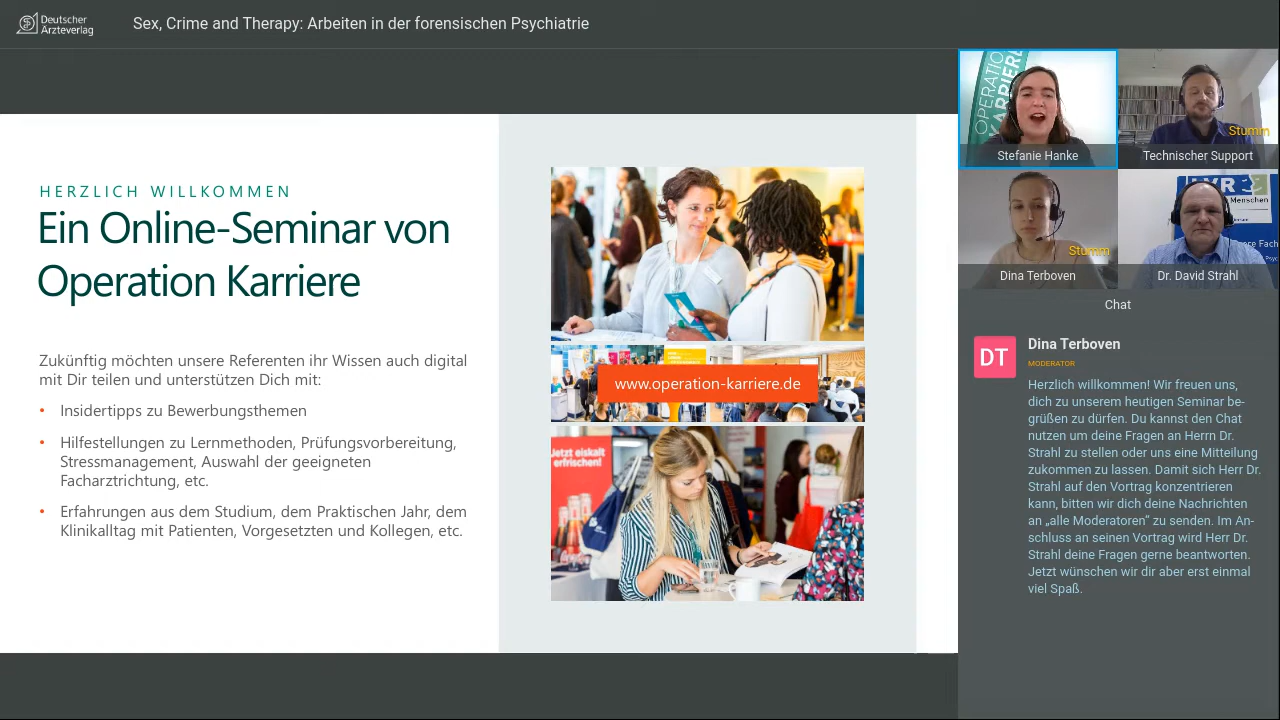 Deutscher
Ärzteverlag
Sex, Crime and Therapy: Arbeiten in der forensischen Psychiatrie
HERZLICH WILLKOMMEN
Ein Online-Seminar von
Operation Karriere
Zukünftig möchten unsere Referenten ihr Wissen auch digital
mit Dir teilen und unterstützen Dich mit:
• Insidertipps zu Bewerbungsthemen
• Hilfestellungen zu Lernmethoden, Prüfungsvorbereitung,
Stressmanagement, Auswahl der geeigneten
Facharztrichtung, etc.
• Erfahrungen aus dem Studium, dem Praktischen Jahr, dem
Klinikalltag mit Patienten, Vorgesetzten und Kollegen, etc.
www.operation-karriere.de
Jetzt eiskalt
erfrischen!
OPERATIO
KARRIERE
Stefanie Hanke
Stumm
Technischer Support
Stumm
Dina Terboven
LVR
Menschen
Dr. David Strahl
Chat
DT
Dina Terboven
MODERATOR
Herzlich willkommen! Wir freuen uns,
dich zu unserem heutigen Seminar be-
grüßen zu dürfen. Du kannst den Chat
nutzen um deine Fragen an Herrn Dr.
Strahl zu stellen oder uns eine Mitteilung
zukommen zu lassen. Damit sich Herr Dr.
Strahl auf den Vortrag konzentrieren
kann, bitten wir dich deine Nachrichten
an „alle Moderatoren" zu senden. Im An-
schluss an seinen Vortrag wird Herr Dr.
Strahl deine Fragen gerne beantworten.
Jetzt wünschen wir dir aber erst einmal
viel Spaß.